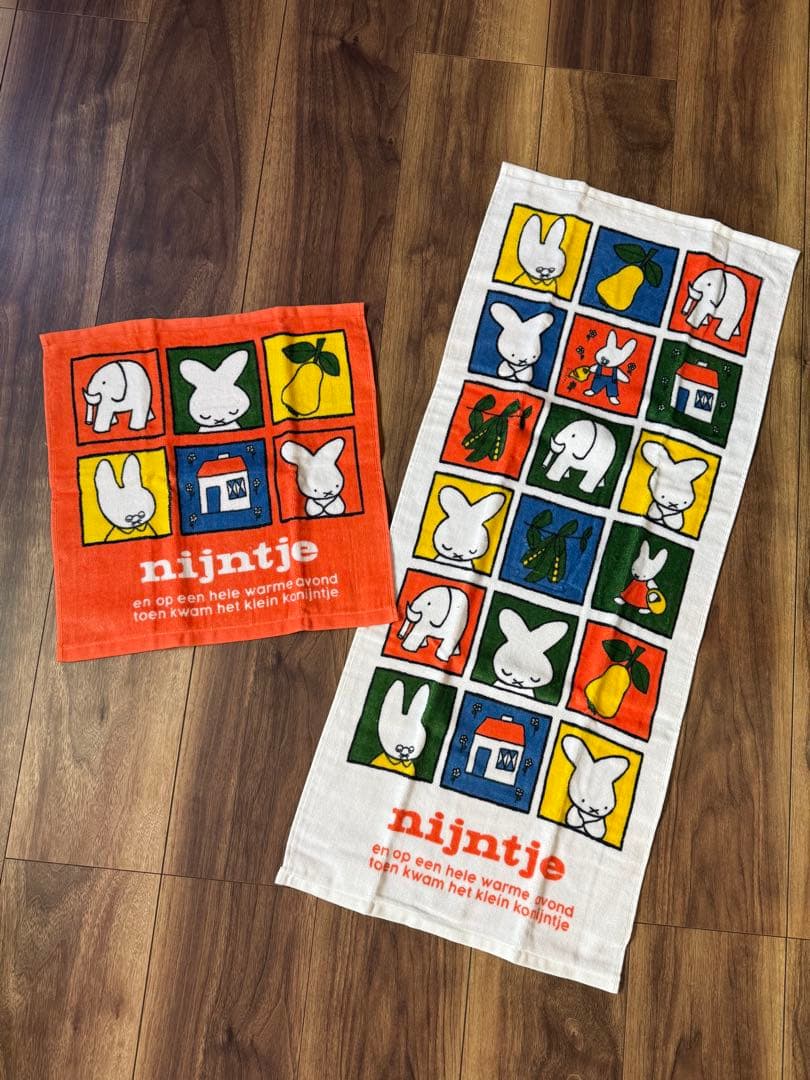 nijntje
en op een hele warme avond
toen kwam het klein konijntje
nijntje
en op een hele warme avond
toen kwam het klein konijntje